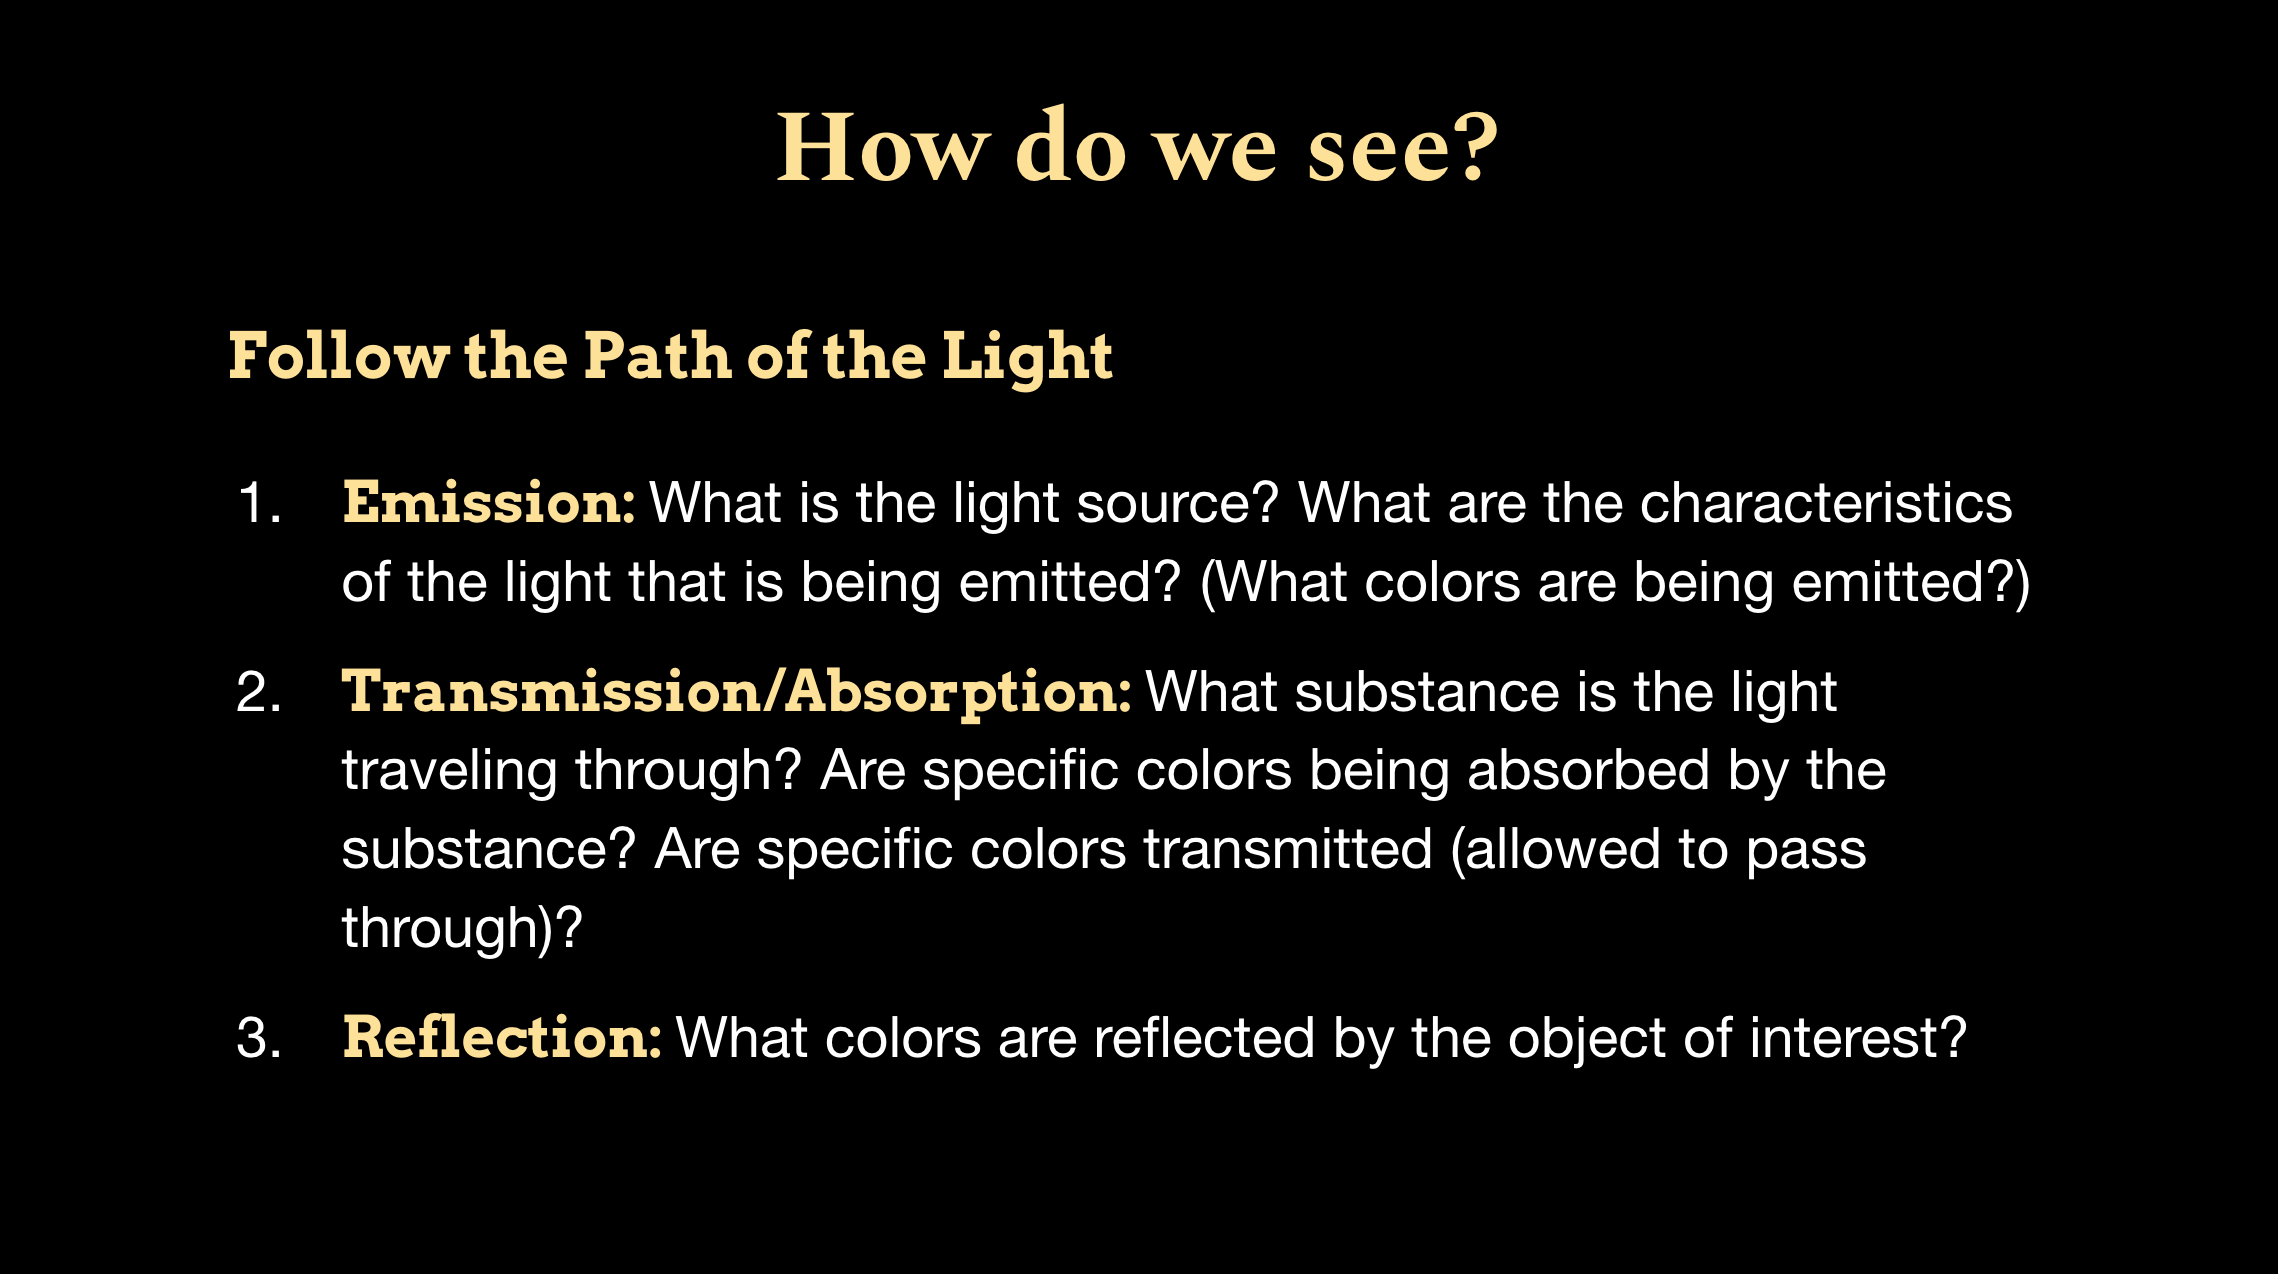 How do we see?
Follow the Path of the Light
1. Emission: What is the light source? What are the characteristics
of the light that is being emitted? (What colors are being emitted?)
2. Transmission/Absorption: What substance is the light
traveling through? Are specific colors being absorbed by the
substance? Are specific colors transmitted (allowed to pass
through)?
3. Reflection: What colors are reflected by the object of interest?